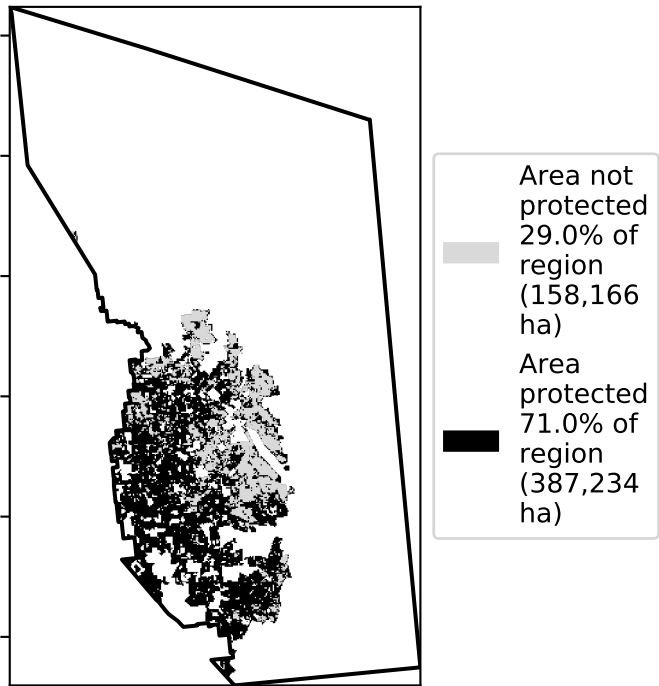 Area not
protected
29.0% of
region
(158,166
ha)
Area
protected
71.0% of
region
(387,234
ha)